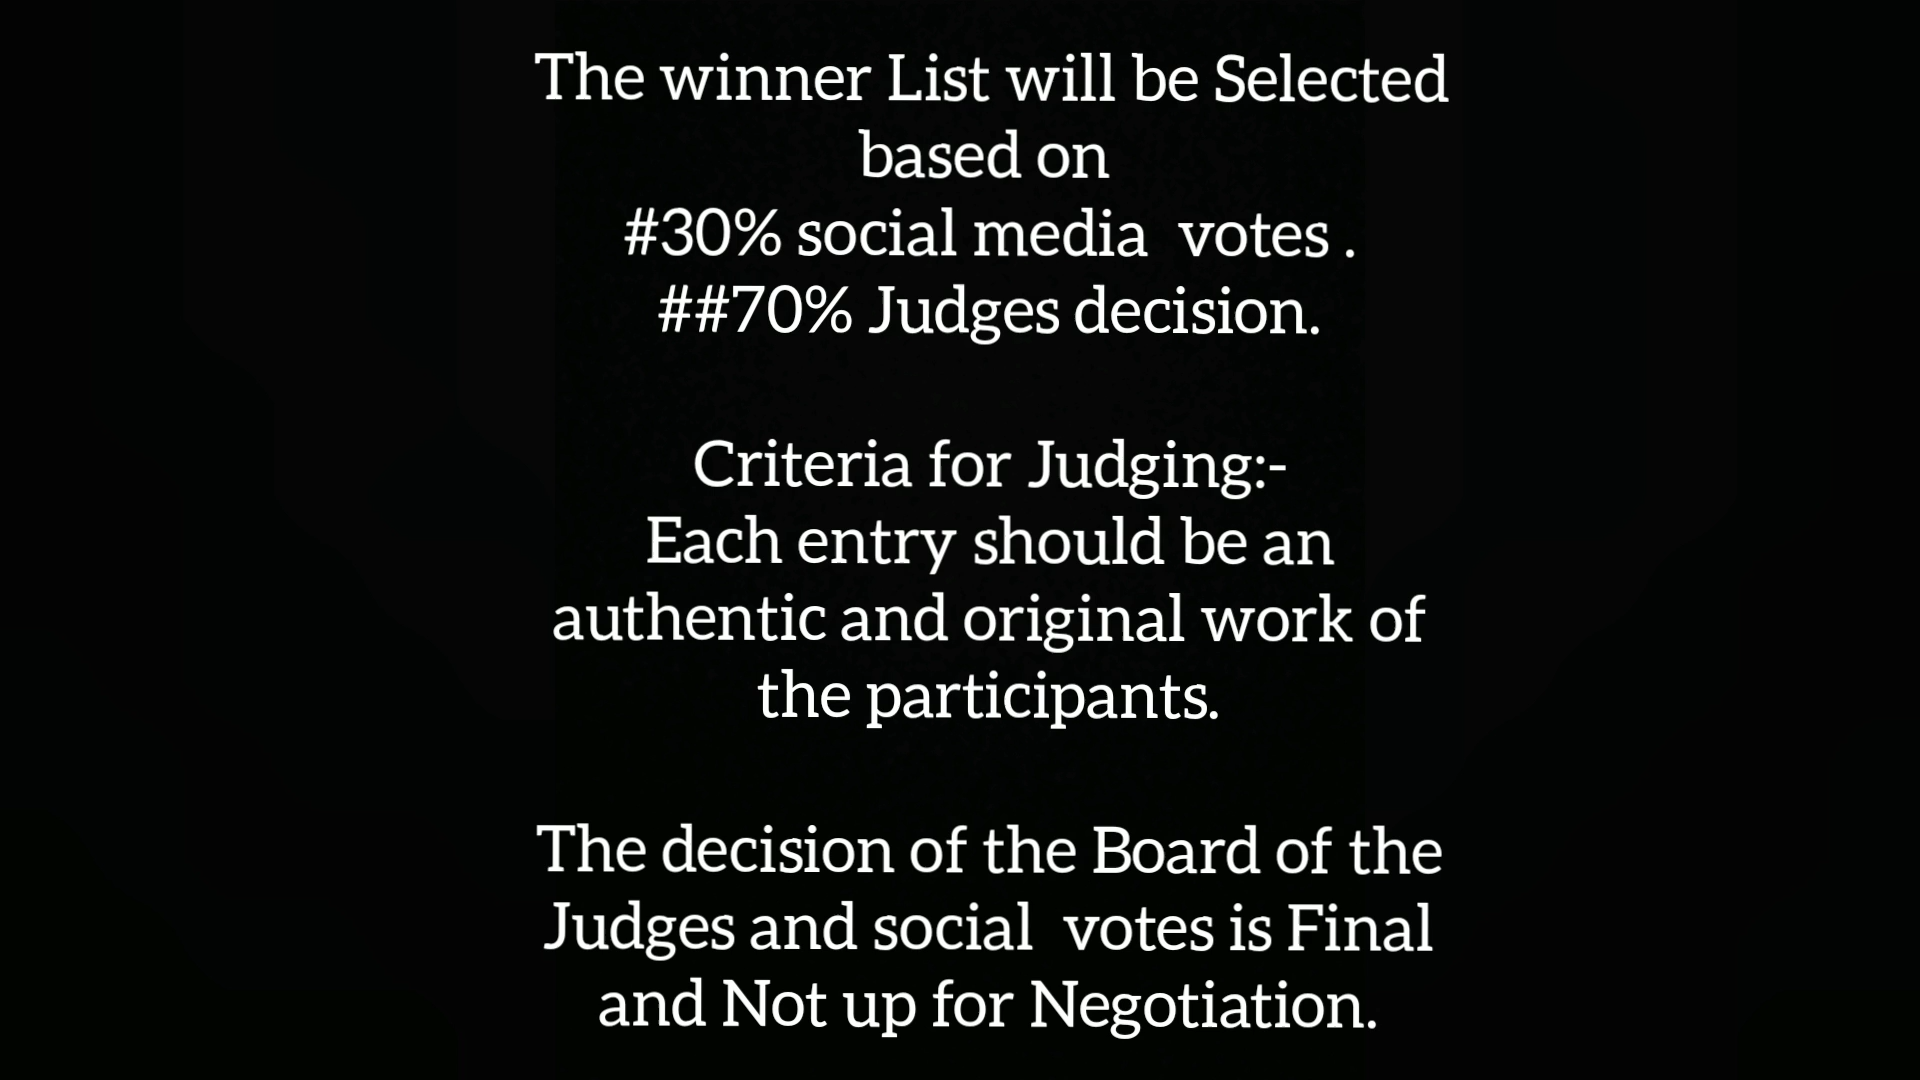 The winner List will be Selected
based on
#30% social media  votes .
##70% Judges decision.
Criteria for Judging:-
Each entry should be an
authentic and original work of
the participants.
The decision of the Board of the
Judges and social  votes is Final
and Not up for Negotiation.